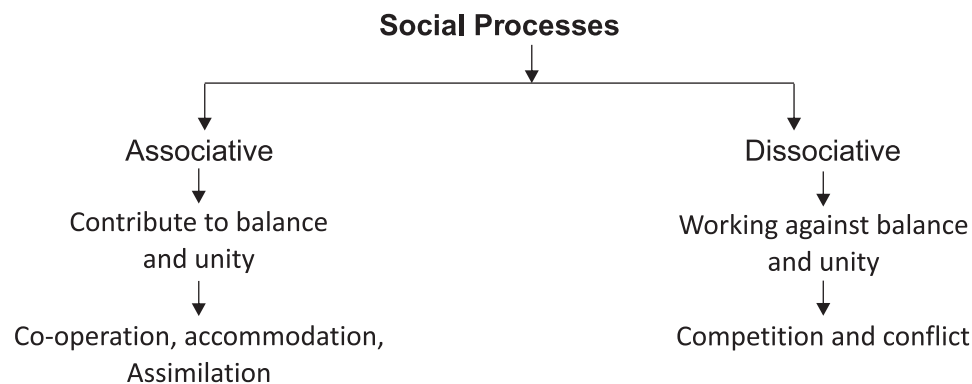 Social Processes
Associative
Dissociative
Contribute to balance
and unity
Working against balance
and unity
Co-operation, accommodation,
Assimilation
Competition and conflict